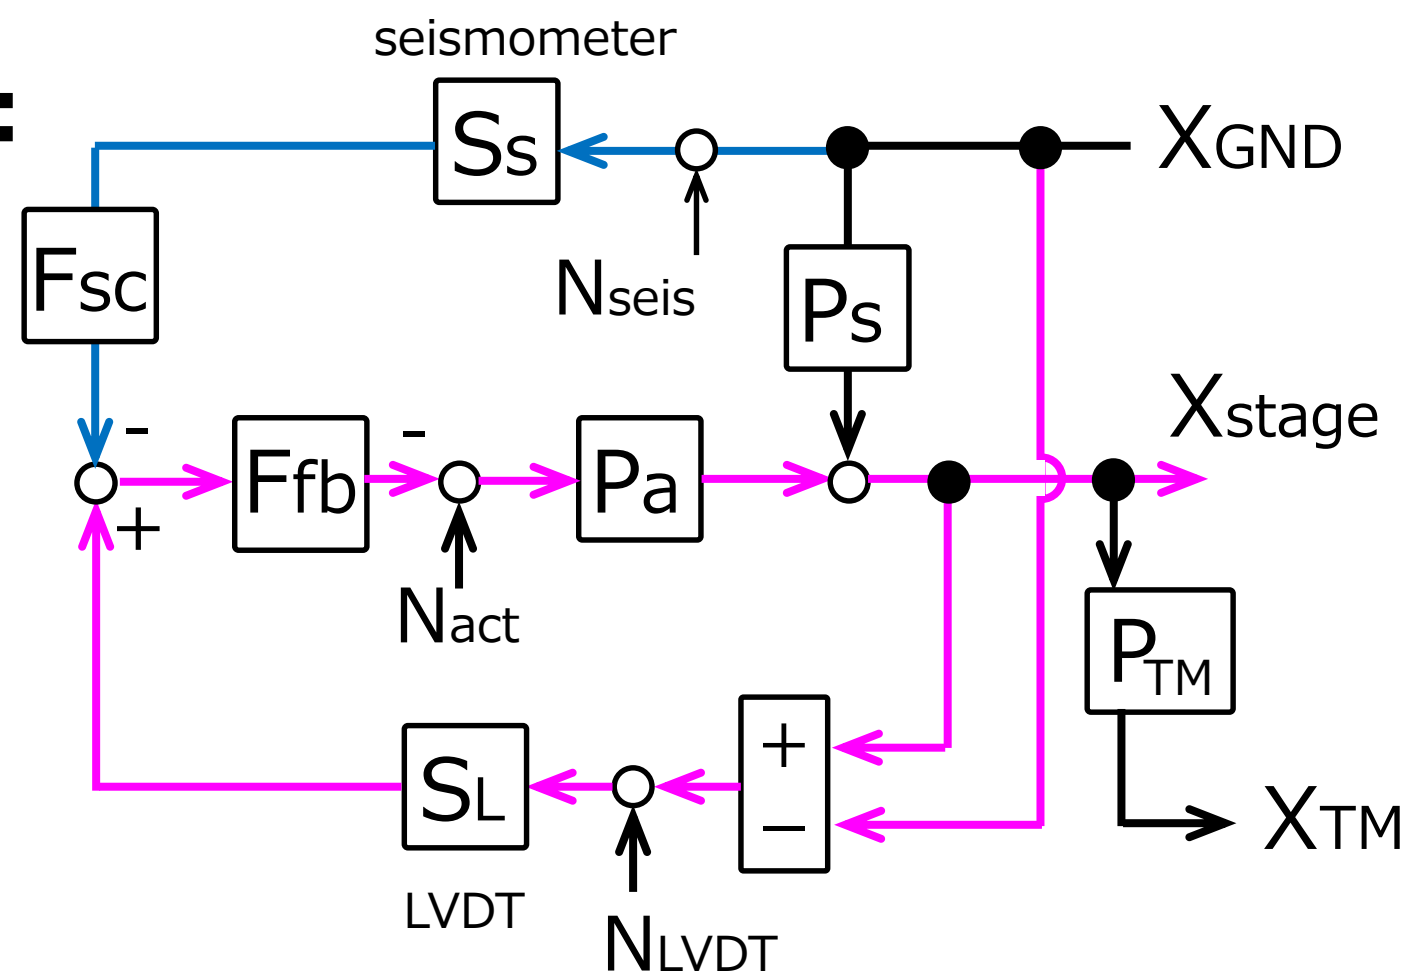 seismometer
Ss
XGND
Fsc
Nseis
Ps
Xstage
-
-
Ffb
Pa
+
Nact
PTM
+
SL
−
XTM
LVDT
NLVDT